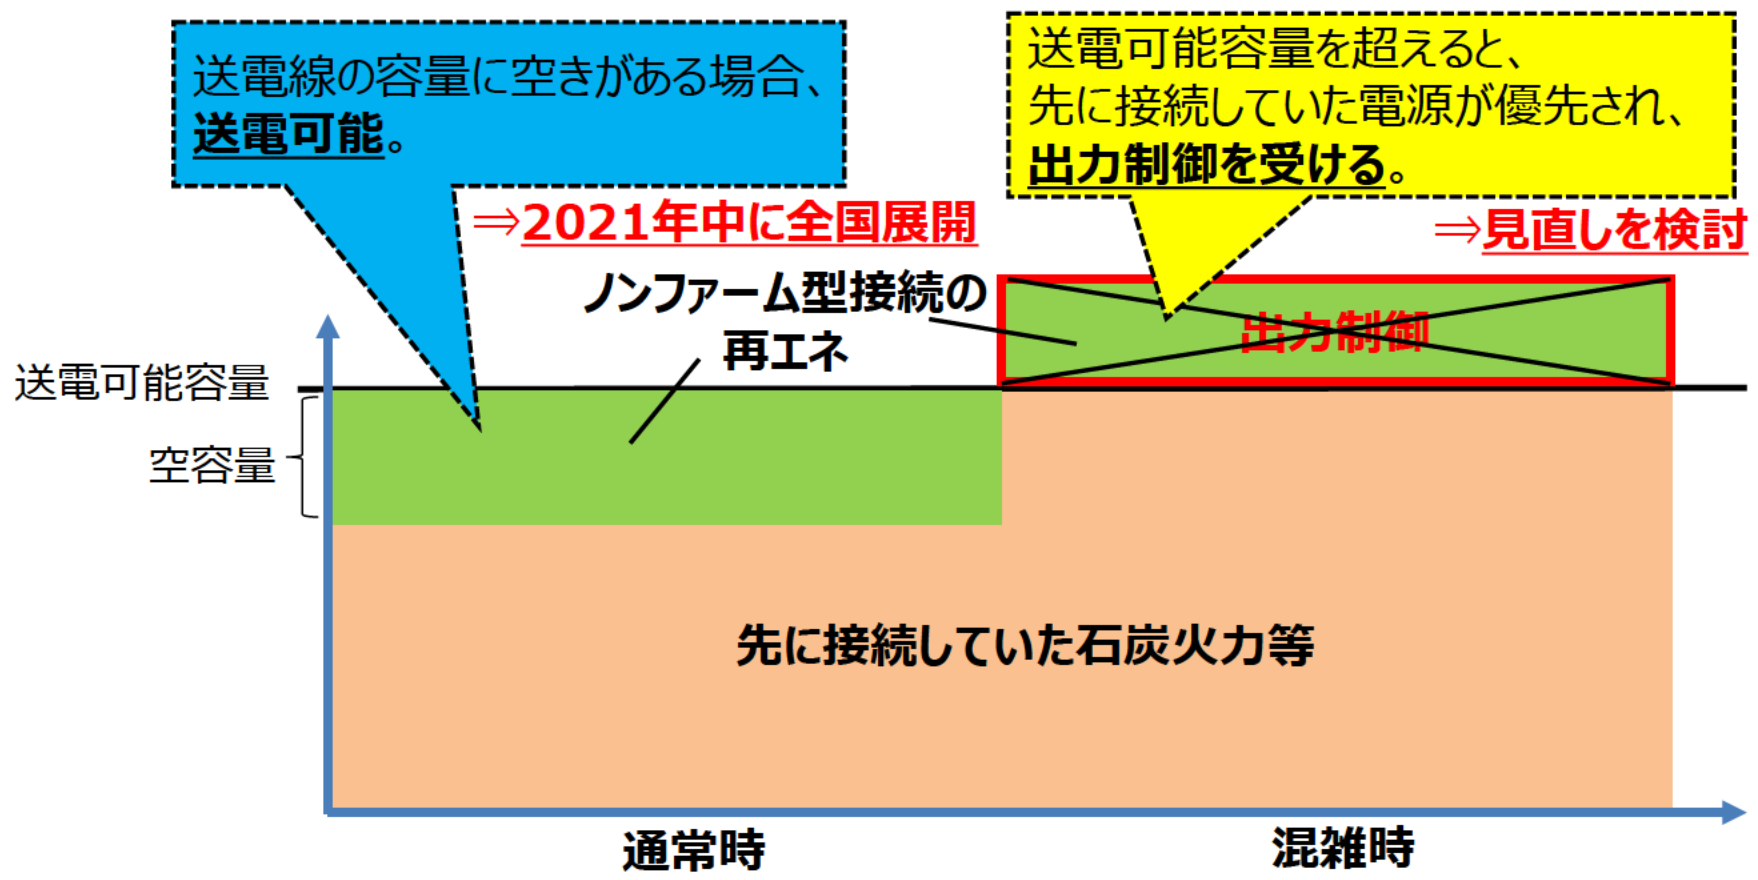 送電線の容量に空きがある場合、
送電可能。
送電可能容量を超えると、
先に接続していた電源が優先され、
出力制御を受ける。
⇒2021年中に全国展開
⇒見直しを検討
ノンファーム型接続の
再エネ
出力制御
送電可能容量
空容量
先に接続していた石炭火力等
通常時
混雑時